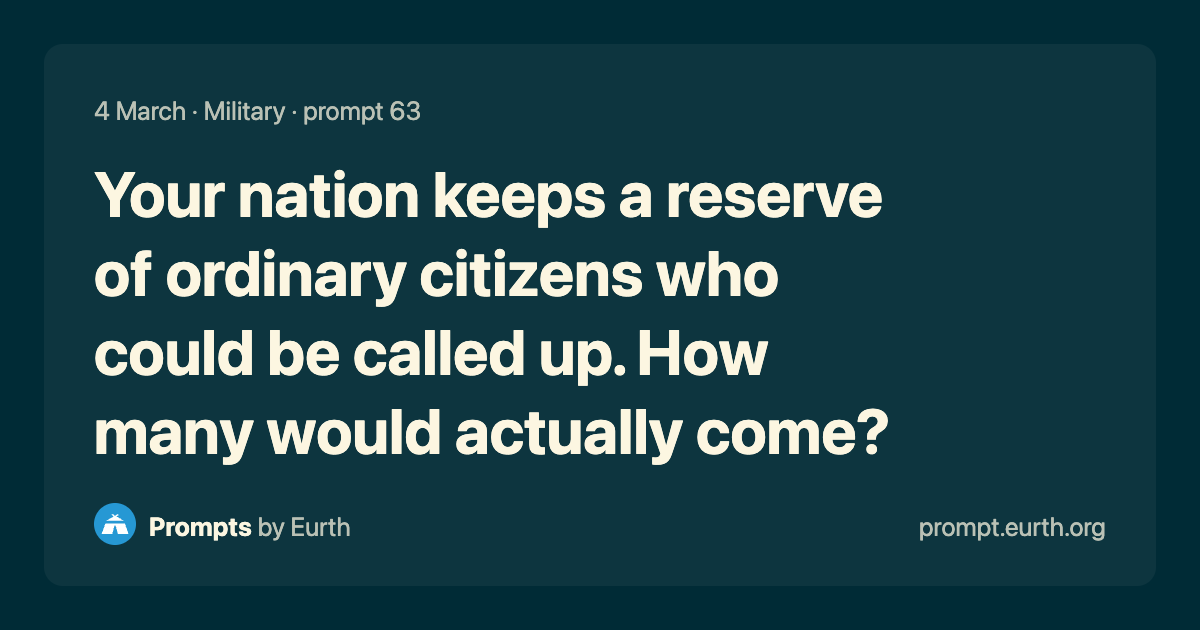 4 March · Military · prompt 63
Your nation keeps a reserve
of ordinary citizens who
could be called up. How
many would actually come?
Prompts by Eurth
prompt.eurth.org